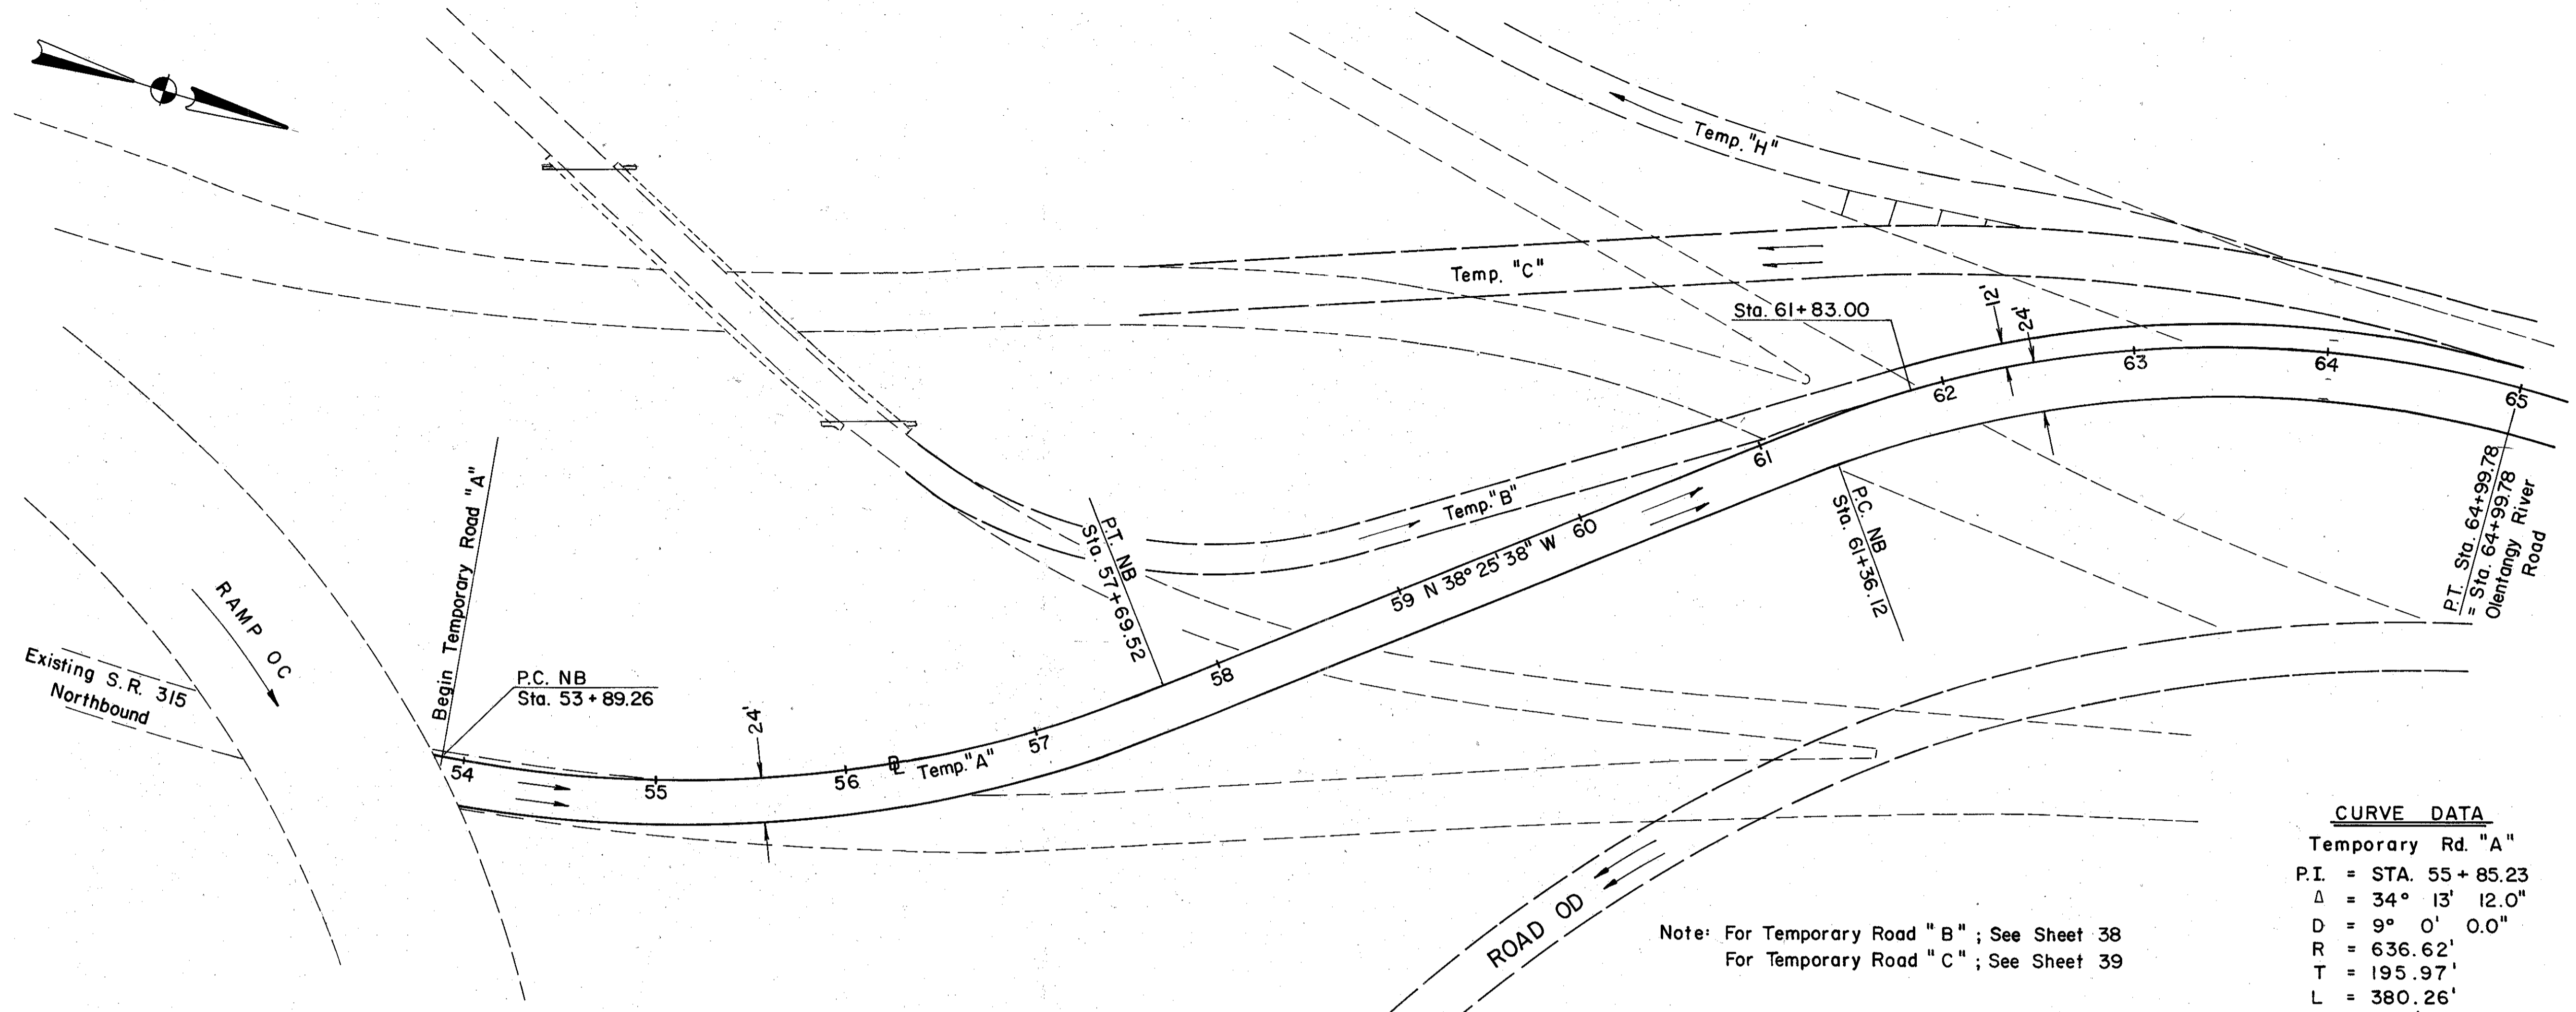 Temp. "H"
Temp. "C"
Sta. 61+83.00
12'
24'
61
62
63
64
65
Temp. "B"
P.T. NB
Sta. 57+69.52
P.C. NB
Sta. 61+36.12
P.T. Sta. 64+99.78
= Sta. 64+99.78
Olentangy River
Road
59 N 38° 25' 38" W 60
58
57
Begin Temporary Road "A"
RAMP OC
Existing S.R. 315
Northbound
P.C. NB
Sta. 53+89.26
24'
54
55
56
℄ Temp. "A"
ROAD OD
Note: For Temporary Road "B"; See Sheet 38
For Temporary Road "C"; See Sheet 39
CURVE DATA
Temporary Rd. "A"
P.I. = STA. 55+85.23
Δ = 34° 13' 12.0"
D = 9° 0' 0.0"
R = 636.62'
T = 195.97'
L = 380.26'